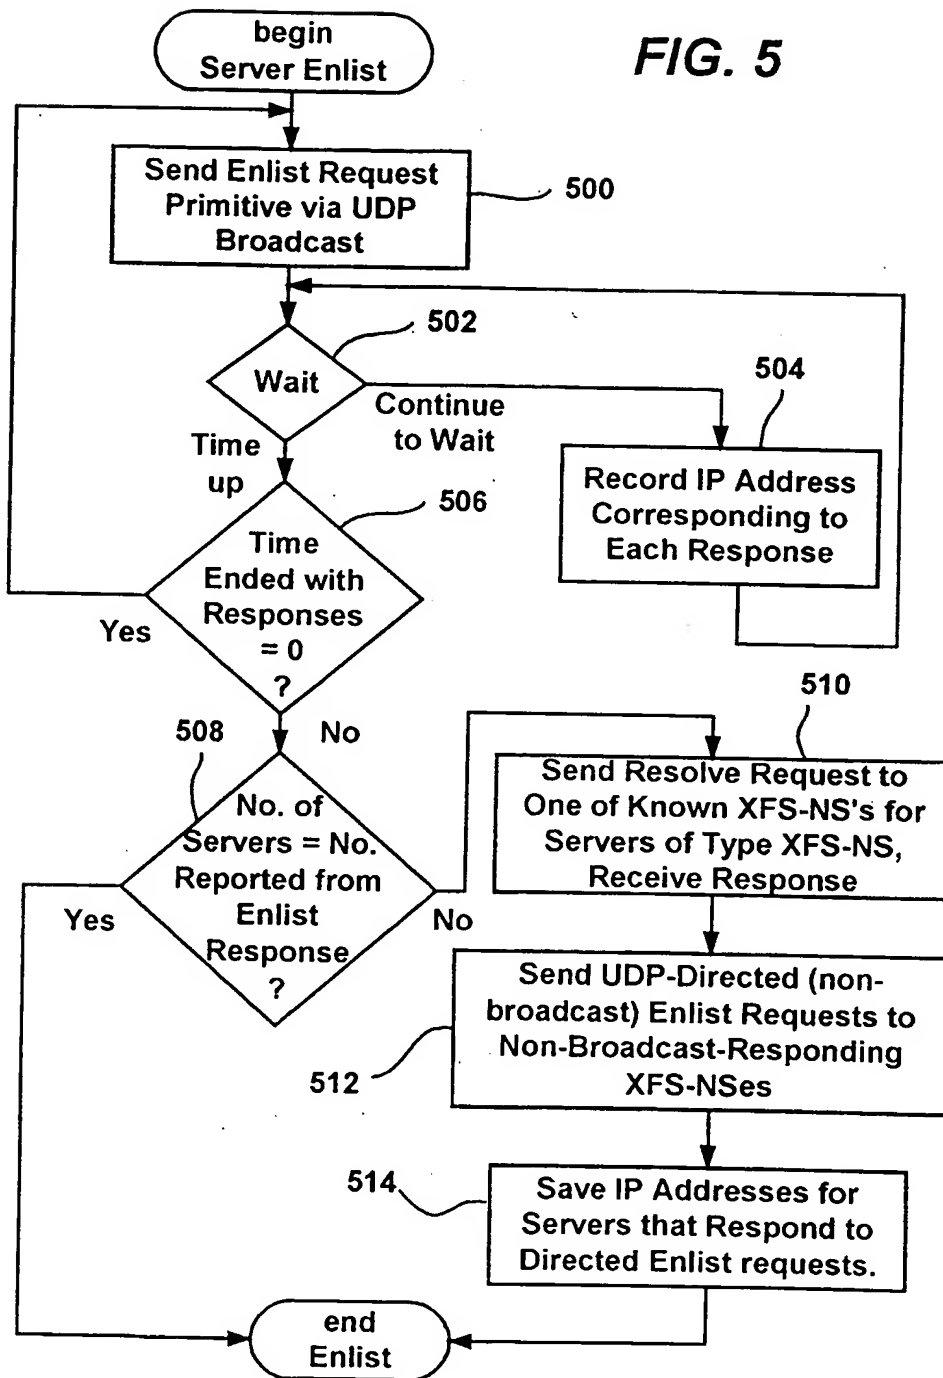 begin
Server Enlist
FIG. 5
Send Enlist Request
Primitive via UDP
Broadcast
500
502
Wait
Continue
to Wait
504
Record IP Address
Corresponding to
Each Response
Time
up
506
Time
Ended with
Responses
= 0
?
Yes
No
508
No. of
Servers = No.
Reported from
Enlist
Response
?
Yes
No
510
Send Resolve Request to
One of Known XFS-NS's for
Servers of Type XFS-NS,
Receive Response
Send UDP-Directed (non-
broadcast) Enlist Requests to
Non-Broadcast-Responding
XFS-NSes
512
514
Save IP Addresses for
Servers that Respond to
Directed Enlist requests.
end
Enlist